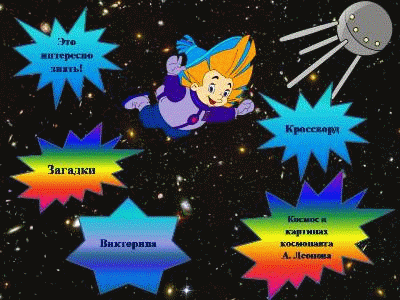 Это
интересно
знать!
Кроссворд
Загадки
Викторина
Космос в
картинах
космонавта
А. Леонова